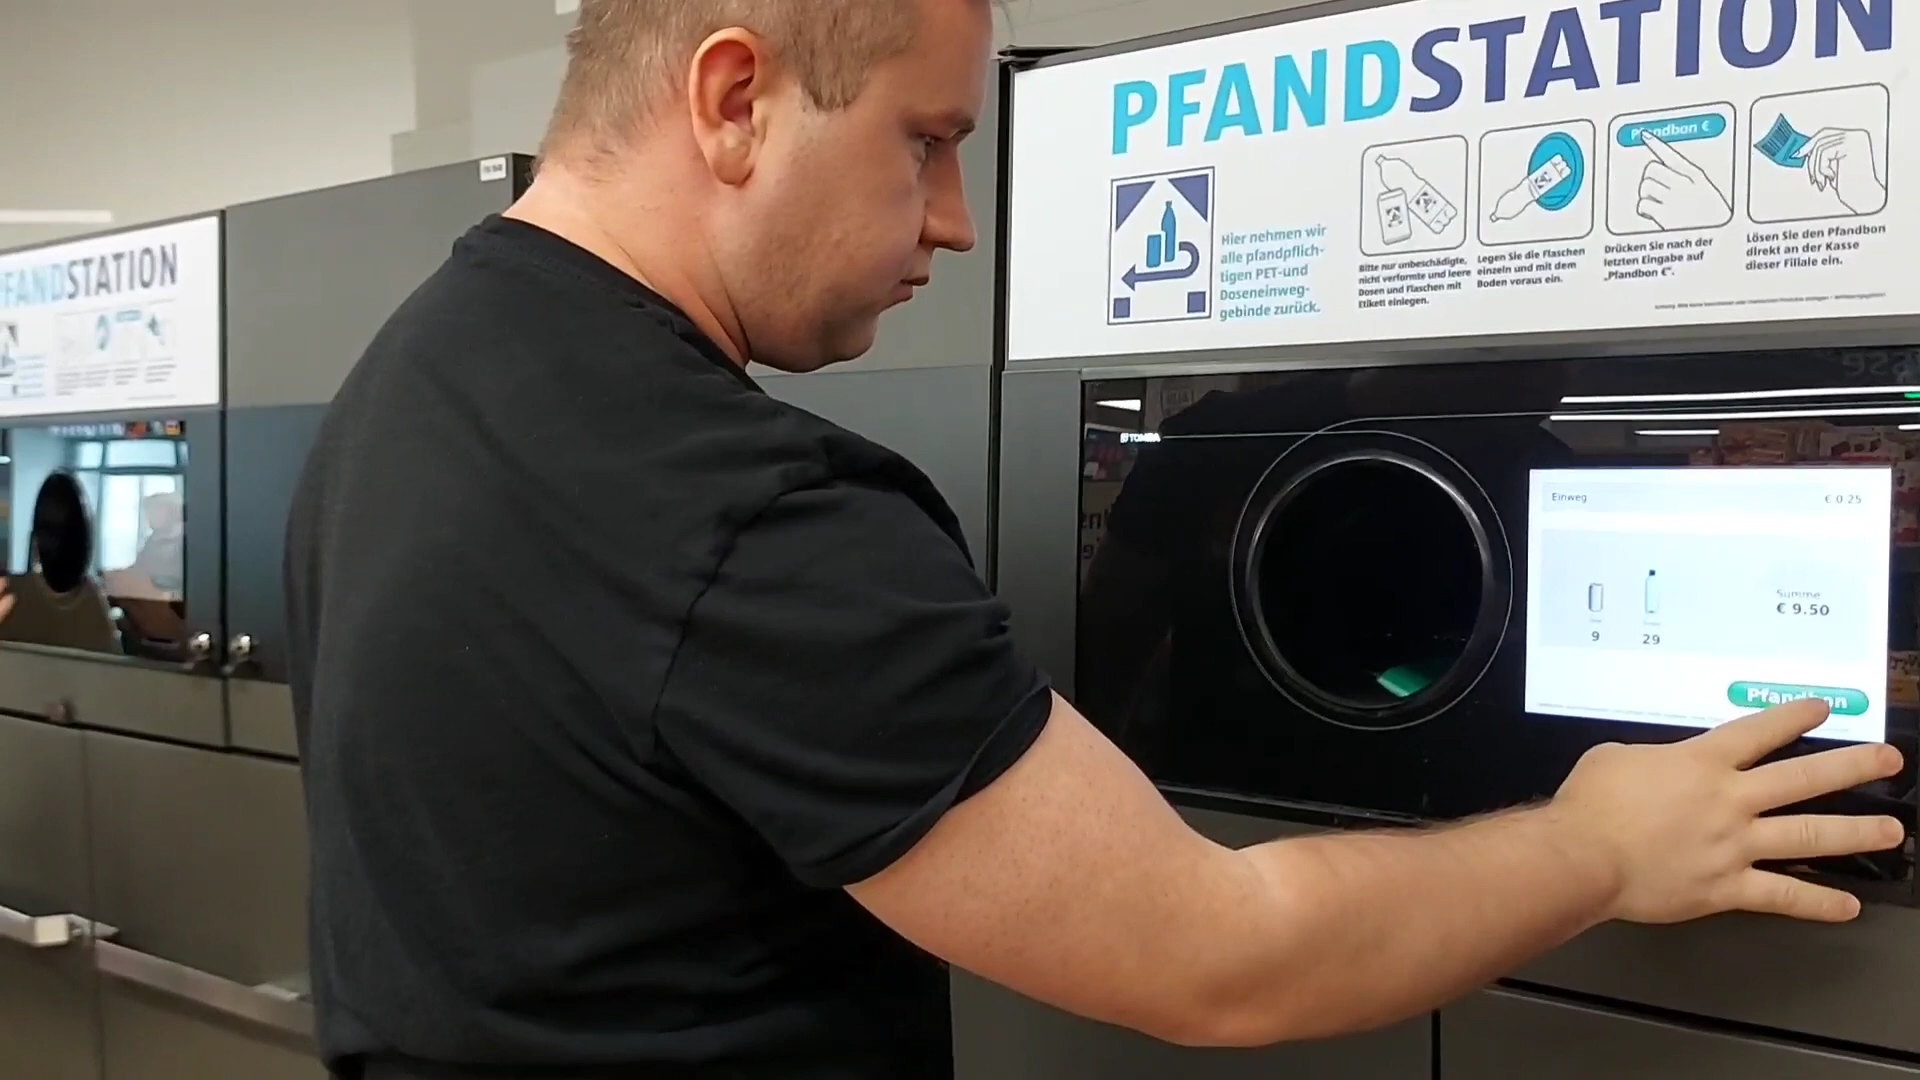 PFANDSTATION
Hier nehmen wir
alle pfandpflich-
tigen PET-und
Doseneinweg-
gebinde zurück.
Bitte nur unbeschädigte,
nicht verformte und leere
Dosen und Flaschen mit
Etikett einlegen.
Legen Sie die Flaschen
einzeln und mit dem
Boden voraus ein.
Pfandbon €
Drücken Sie nach der
letzten Eingabe auf
„Pfandbon €“.
Lösen Sie den Pfandbon
direkt an der Kasse
dieser Filiale ein.
TOMRA
Einweg € 0.25
Summe
€ 9.50
9 29
Pfandbon
FANDSTATION